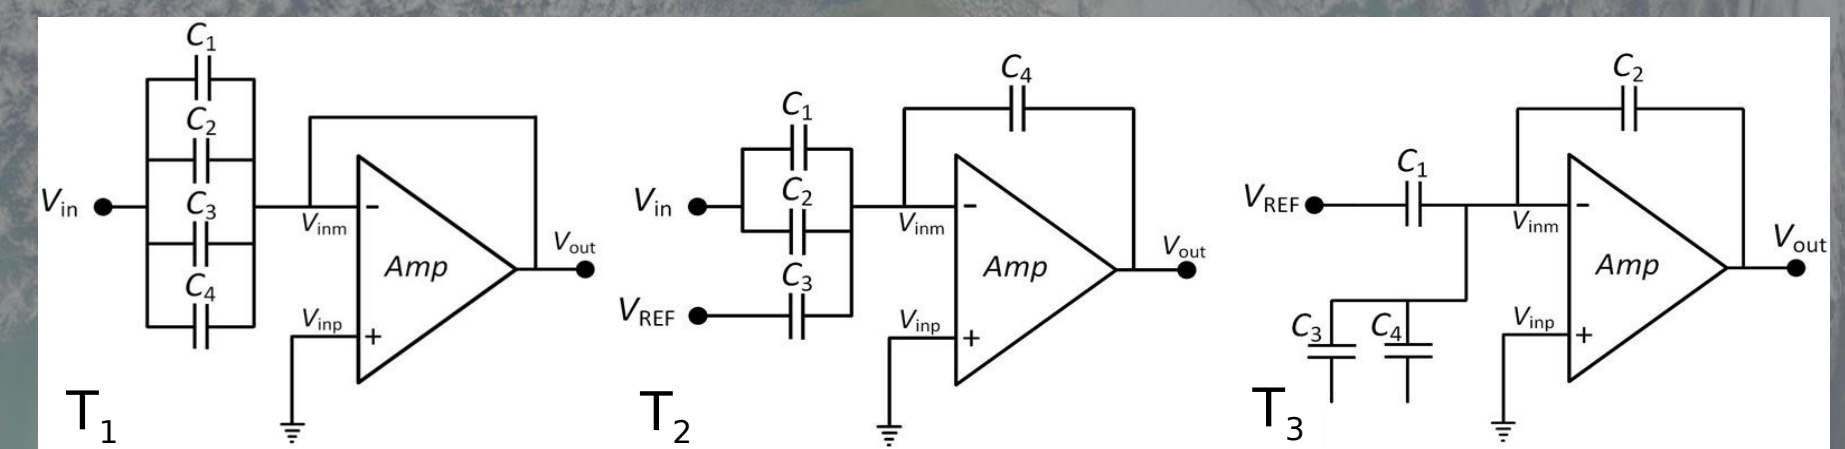 C1
C2
C3
C4
Vin
Vinm
-
Amp
Vout
Vinp
+
T1
C4
C1
C2
C3
Vin
VREF
Vinm
-
Amp
Vout
Vinp
+
T2
C2
C1
VREF
C3
C4
Vinm
-
Amp
Vout
Vinp
+
T3